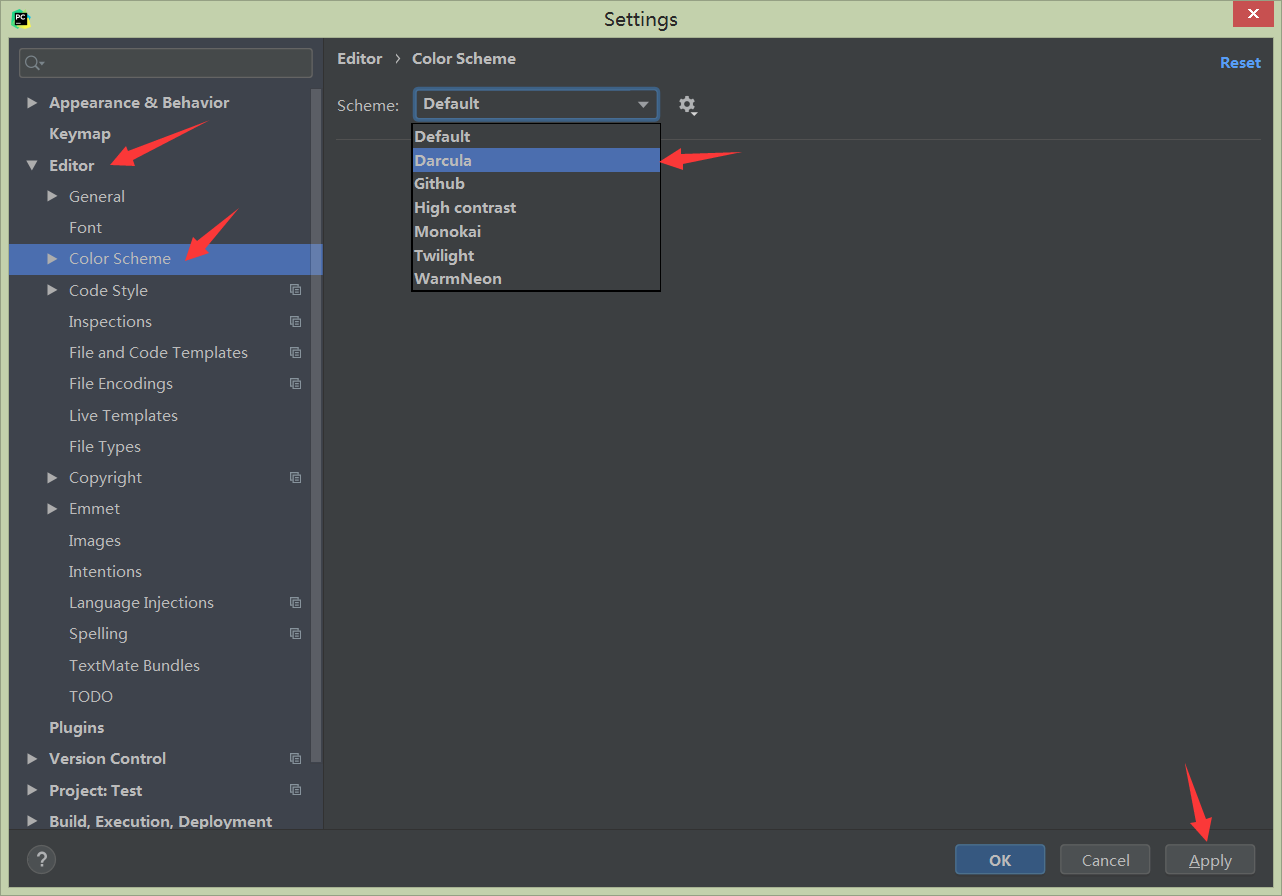 PC
Settings
Editor › Color Scheme
Reset
Scheme: Default
Default
Darcula
Github
High contrast
Monokai
Twilight
WarmNeon
Appearance & Behavior
Keymap
Editor
General
Font
Color Scheme
Code Style
Inspections
File and Code Templates
File Encodings
Live Templates
File Types
Copyright
Emmet
Images
Intentions
Language Injections
Spelling
TextMate Bundles
TODO
Plugins
Version Control
Project: Test
Build, Execution, Deployment
?
OK
Cancel
Apply